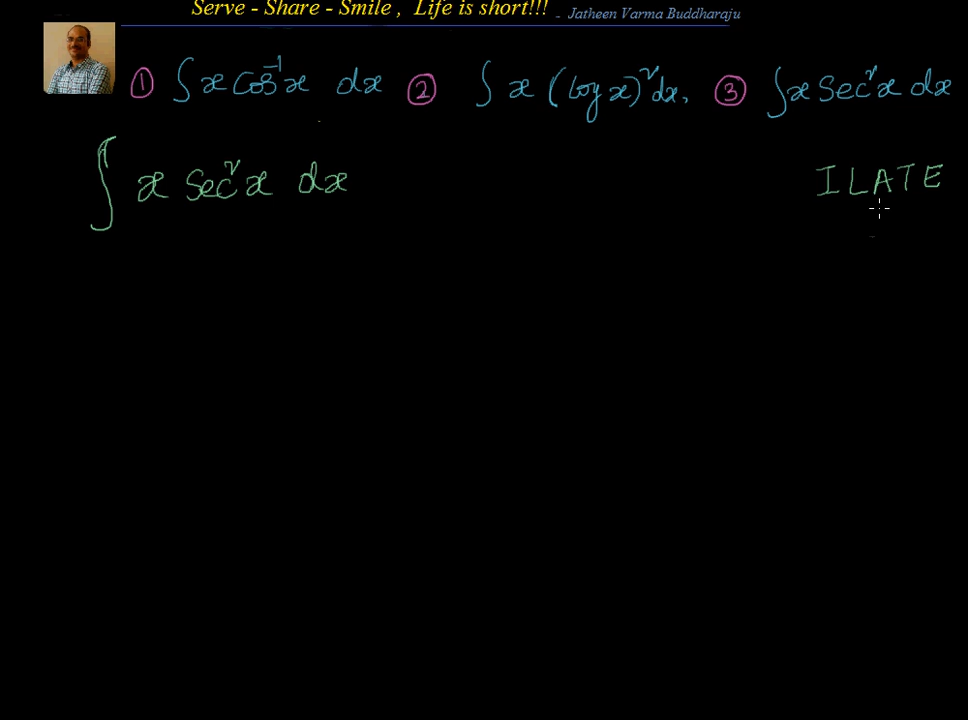 Serve - Share - Smile , Life is short!!! - Jatheen Varma Buddharaju
① ∫ x Cos⁻¹x dx ② ∫ x (log x)² dx, ③ ∫ x Sec²x dx
∫ x Sec²x dx I L A T E